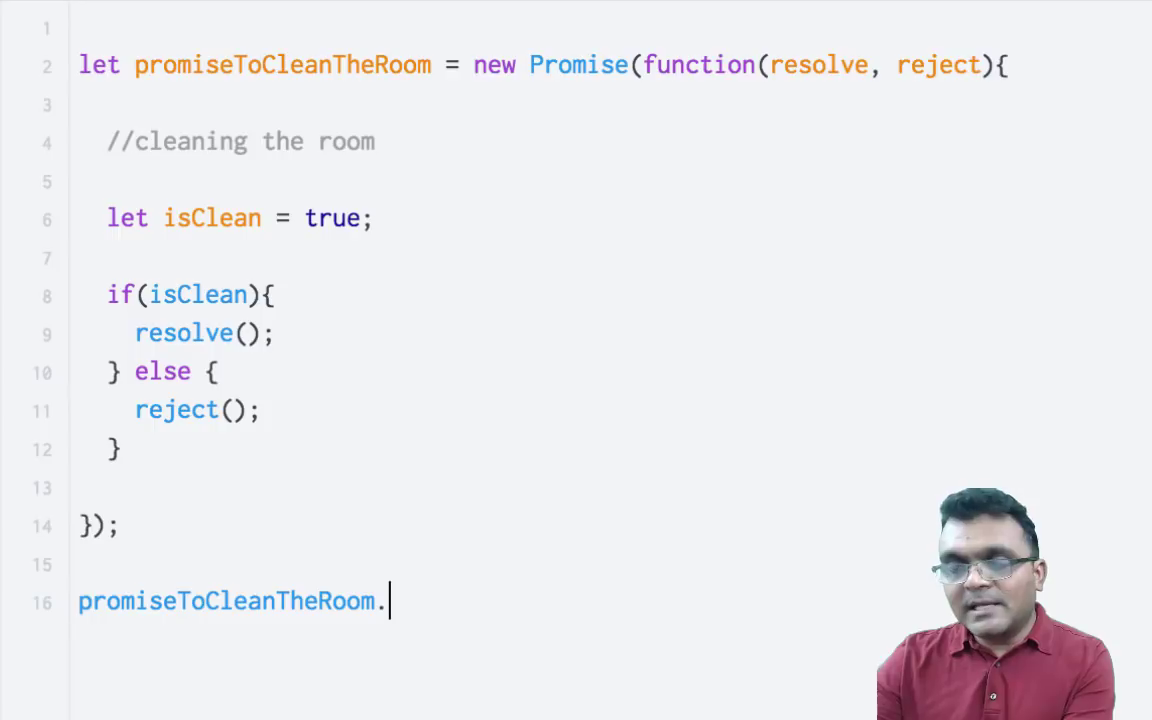 1
2 let promiseToCleanTheRoom = new Promise(function(resolve, reject){
3
4 //cleaning the room
5
6 let isClean = true;
7
8 if(isClean){
9 resolve();
10 } else {
11 reject();
12 }
13
14 });
15
16 promiseToCleanTheRoom.